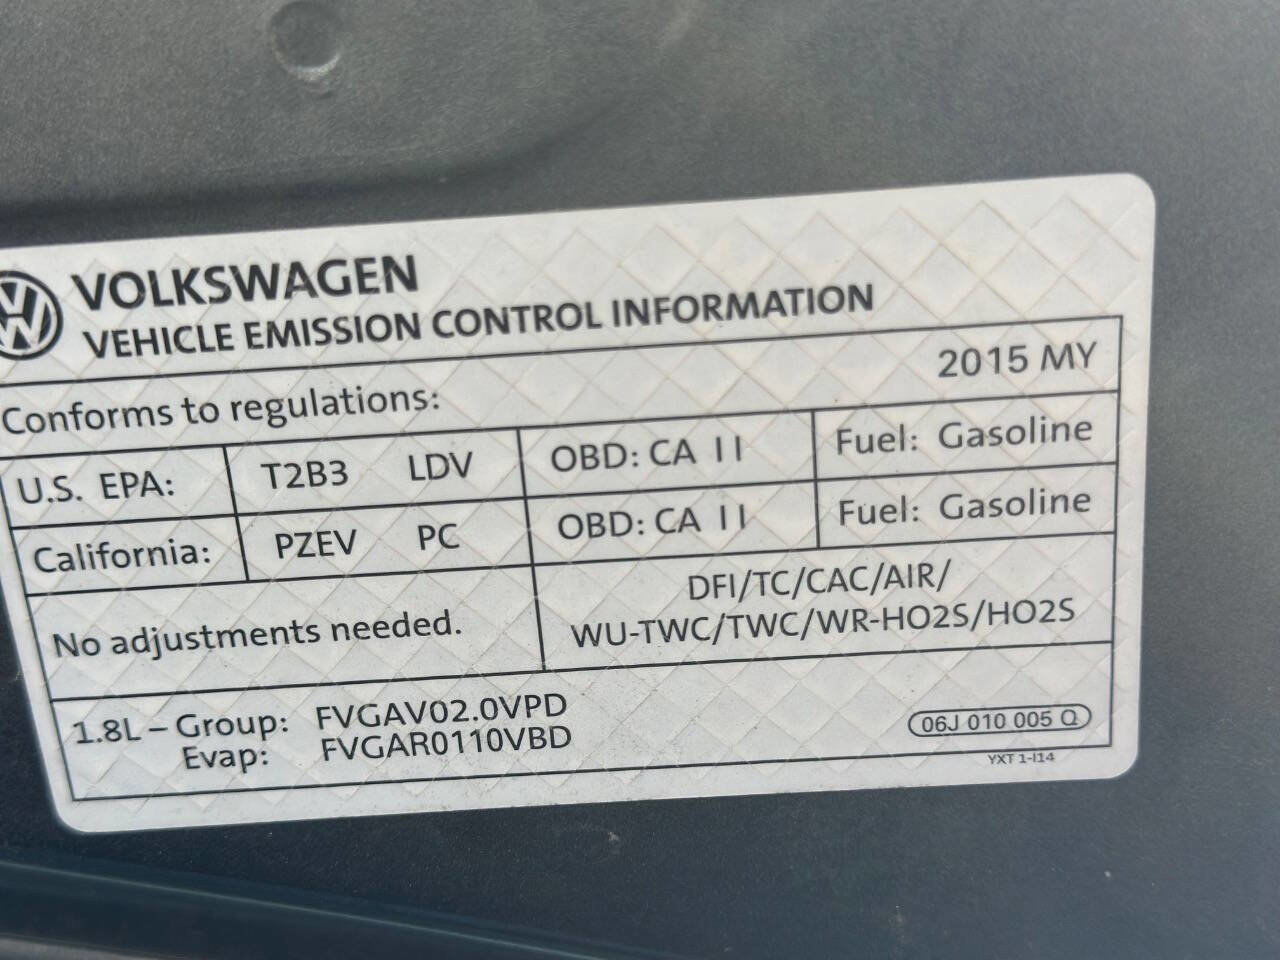 VOLKSWAGEN
VEHICLE EMISSION CONTROL INFORMATION
Conforms to regulations: 2015 MY
U.S. EPA: T2B3 LDV OBD: CA II Fuel: Gasoline
California: PZEV PC OBD: CA II Fuel: Gasoline
No adjustments needed.
DFI/TC/CAC/AIR/
WU-TWC/TWC/WR-HO2S/HO2S
1.8L – Group: FVGAV02.0VPD
Evap: FVGAR0110VBD
06J 010 005 Q
YXT 1-I14